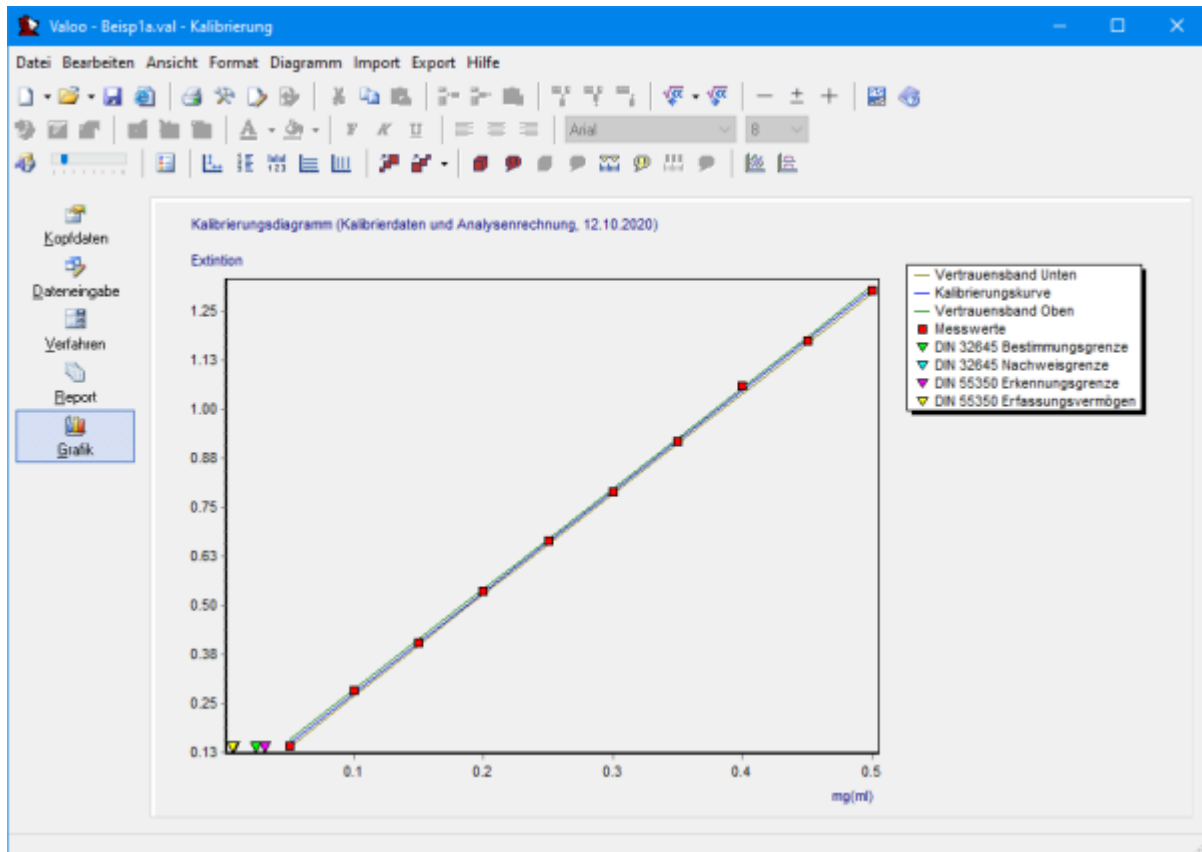 Valoo - Beisp1a.val - Kalibrierung
Datei Bearbeiten Ansicht Format Diagramm Import Export Hilfe
A F K U Arial 8
Kopfdaten
Dateneingabe
Verfahren
Report
Grafik
Kalibrierungsdiagramm (Kalibrierdaten und Analysenrechnung, 12.10.2020)
Extintion
1.25
1.13
1.00
0.88
0.75
0.63
0.50
0.38
0.25
0.13
0.1 0.2 0.3 0.4 0.5
mg(ml)
Vertrauensband Unten
Kalibrierungskurve
Vertrauensband Oben
Messwerte
DIN 32645 Bestimmungsgrenze
DIN 32645 Nachweisgrenze
DIN 55350 Erkennungsgrenze
DIN 55350 Erfassungsvermögen